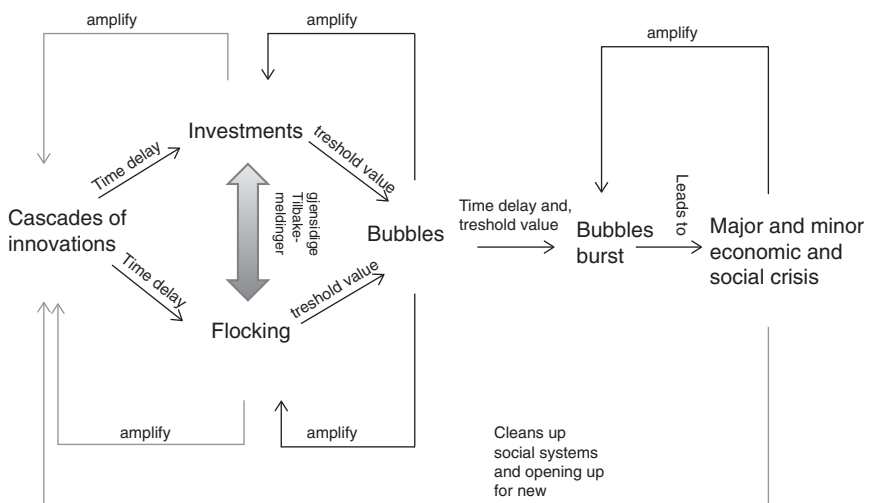 amplify
amplify
amplify
Investments
Time delay
treshold value
gjensidige
Tilbake-
meldinger
Cascades of
innovations
Bubbles
Time delay and,
treshold value
Bubbles
burst
Leads to
Major and minor
economic and
social crisis
Time delay
treshold value
Flocking
amplify
amplify
Cleans up
social systems
and opening up
for new